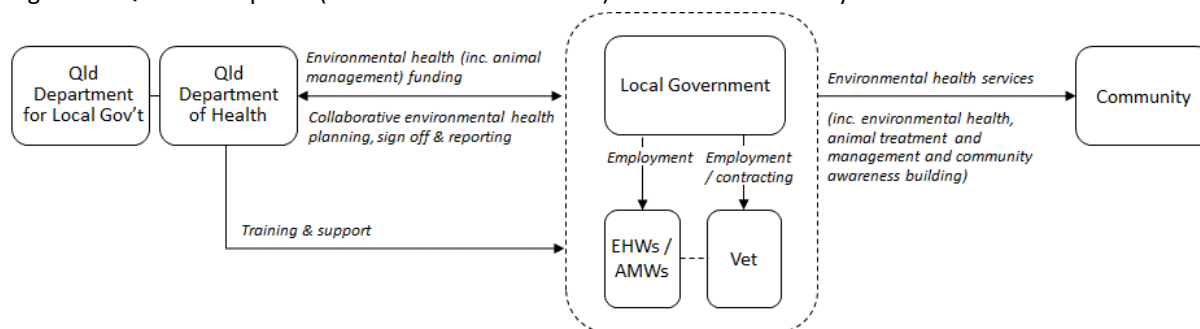 Qld
Department
for Local Gov't
Qld
Department
of Health
Environmental health (inc. animal
management) funding
Collaborative environmental health
planning, sign off & reporting
Training & support
Local Government
Employment
Employment
/ contracting
EHWs /
AMWs
Vet
Environmental health services
(inc. environmental health,
animal treatment and
management and community
awareness building)
Community